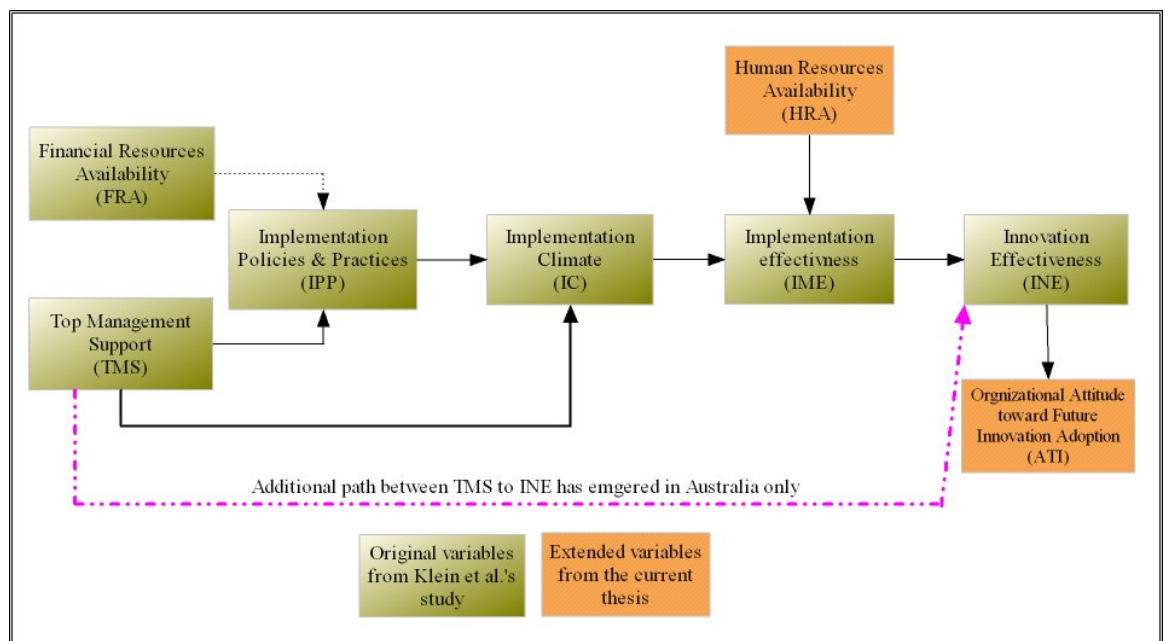 Human Resources
Availability
(HRA)
Financial Resources
Availability
(FRA)
Implementation
Policies & Practices
(IPP)
Implementation
Climate
(IC)
Implementation
effectivness
(IME)
Innovation
Effectiveness
(INE)
Top Management
Support
(TMS)
Orgnizational Attitude
toward Future
Innovation Adoption
(ATI)
Additional path between TMS to INE has emgered in Australia only
Original variables
from Klein et al.'s
study
Extended variables
from the current
thesis